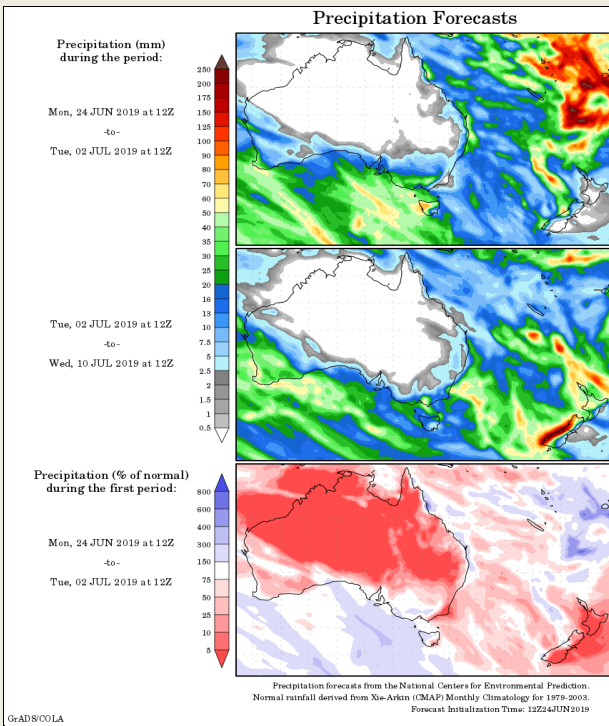 Precipitation Forecasts
Precipitation (mm)
during the period:
Mon, 24 JUN 2019 at 12Z
-to-
Tue, 02 JUL 2019 at 12Z
250
200
175
150
125
100
90
80
70
60
50
40
35
30
25
20
16
13
10
7.5
5
2.5
2
1.5
1
0.5
Tue, 02 JUL 2019 at 12Z
-to-
Wed, 10 JUL 2019 at 12Z
Precipitation (% of normal)
during the first period:
Mon, 24 JUN 2019 at 12Z
-to-
Tue, 02 JUL 2019 at 12Z
800
600
400
300
150
75
50
25
10
5
Precipitation forecasts from the National Centers for Environmental Prediction.
Normal rainfall derived from Xie-Arkin (CMAP) Monthly Climatology for 1979-2003.
Forecast Initialization Time: 12Z24JUN2019
GrADS/COLA